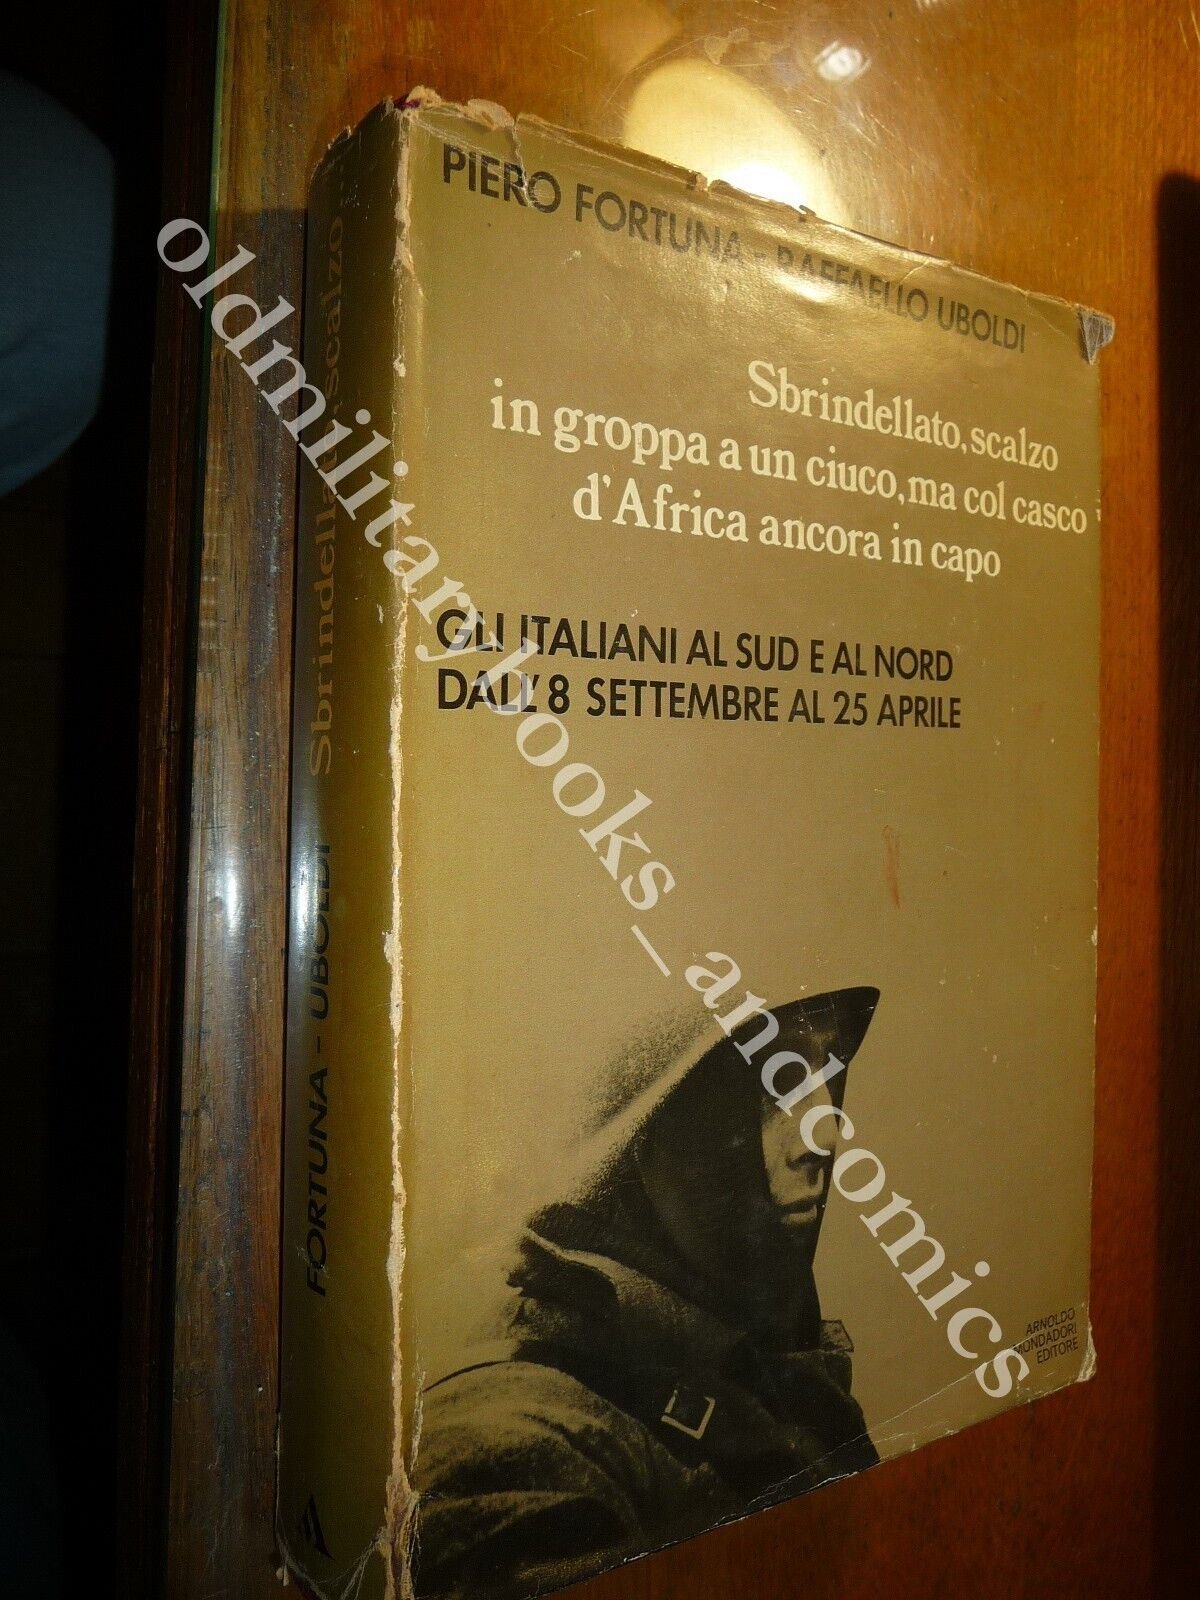 PIERO FORTUNA - RAFFAELLO UBOLDI
Sbrindellato, scalzo
in groppa a un ciuco, ma col casco
d'Africa ancora in capo
GLI ITALIANI AL SUD E AL NORD
DALL'8 SETTEMBRE AL 25 APRILE
ARNOLDO
MONDADORI
EDITORE
FORTUNA - UBOLDI Sbrindellato, scalzo...
oldmilitarybooks_andcomics